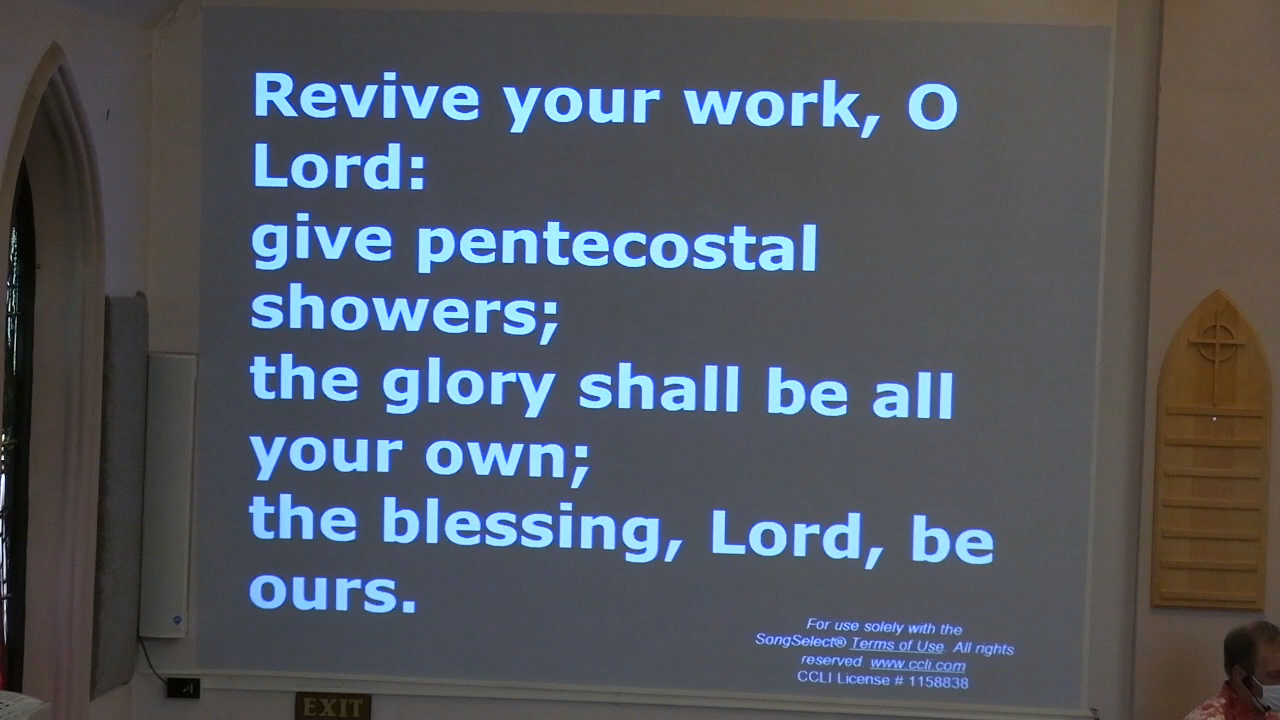 Revive your work, O
Lord:
give pentecostal
showers;
the glory shall be all
your own;
the blessing, Lord, be
ours.
For use solely with the
SongSelect® Terms of Use. All rights
reserved. www.ccli.com
CCLI License # 1158838
EXIT